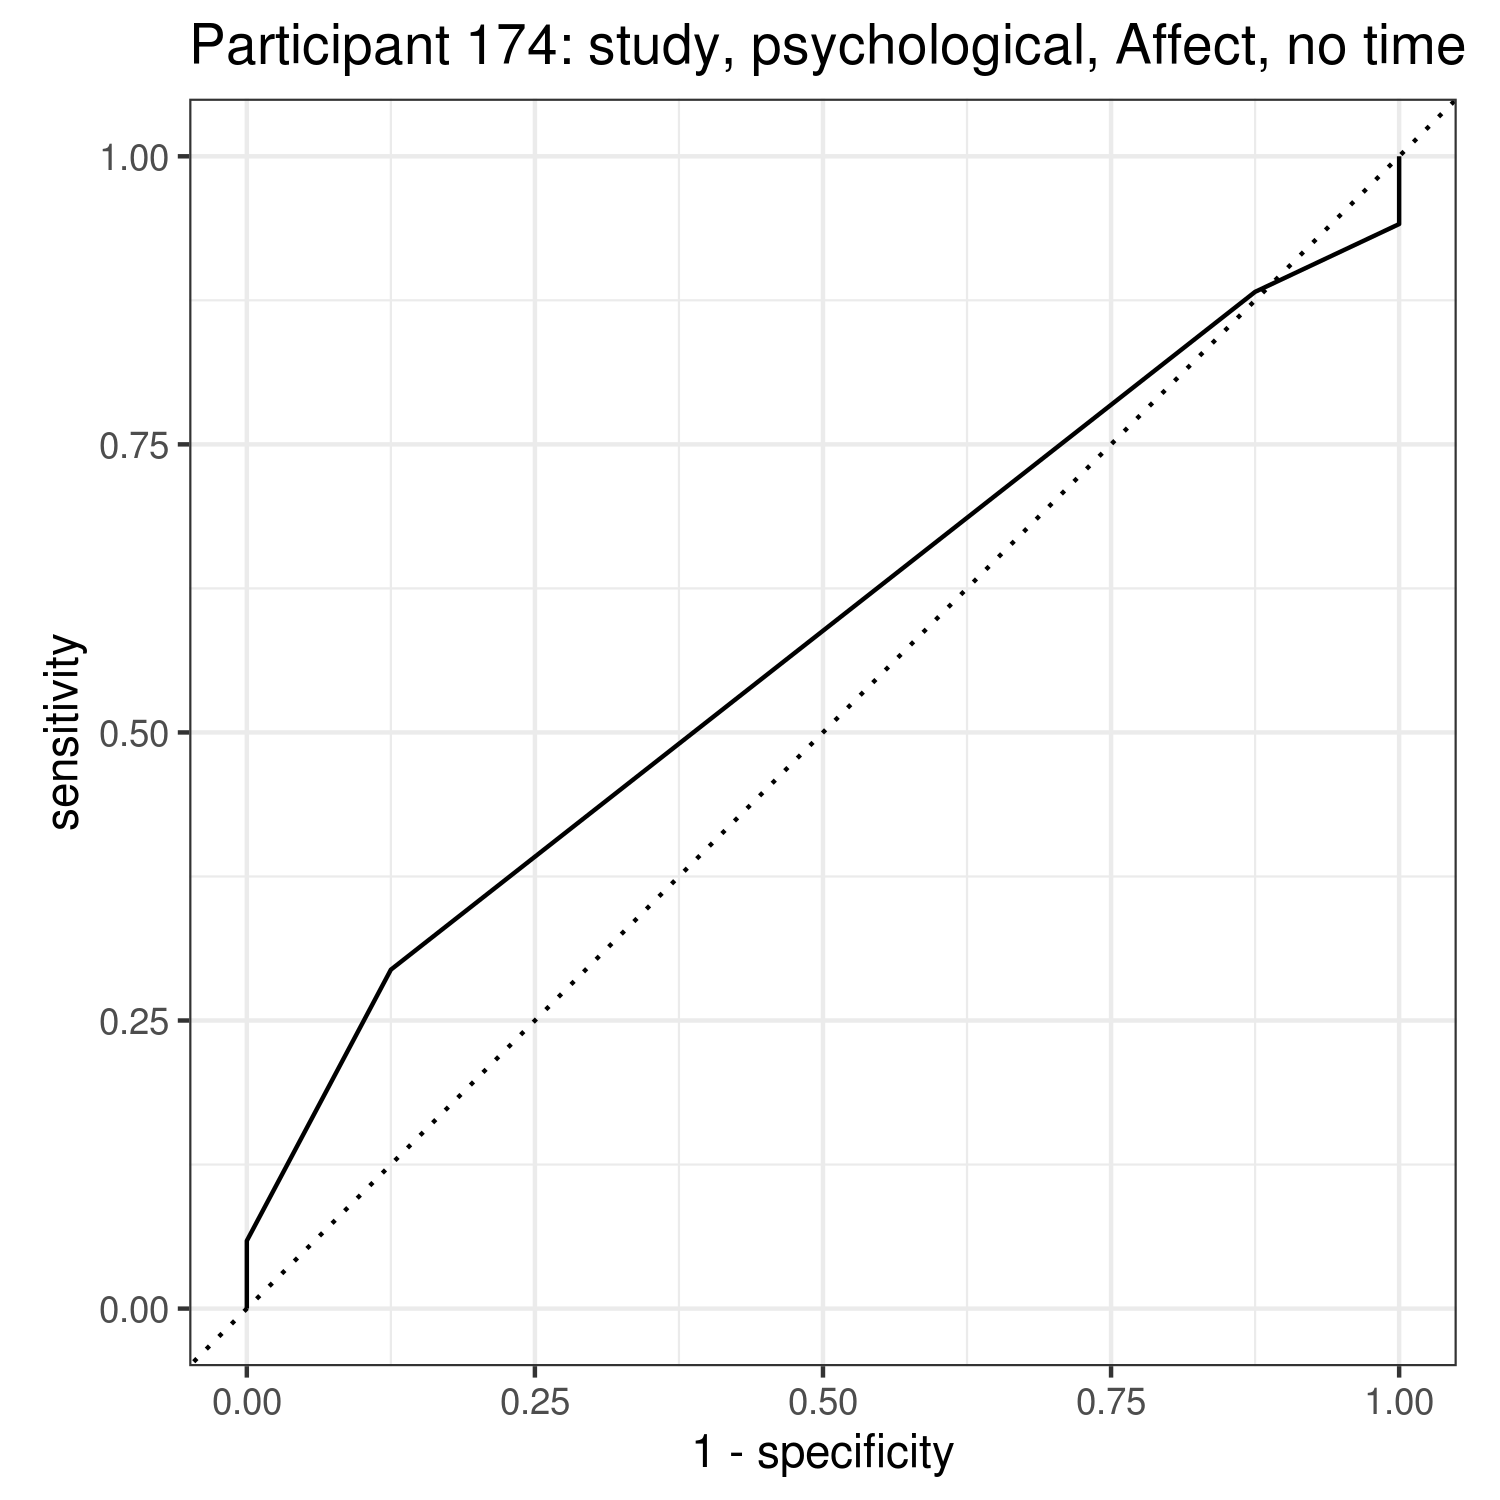 Participant 174: study, psychological, Affect, no time
1.00
0.75
0.50
0.25
0.00
sensitivity
0.00 0.25 0.50 0.75 1.00
1 - specificity